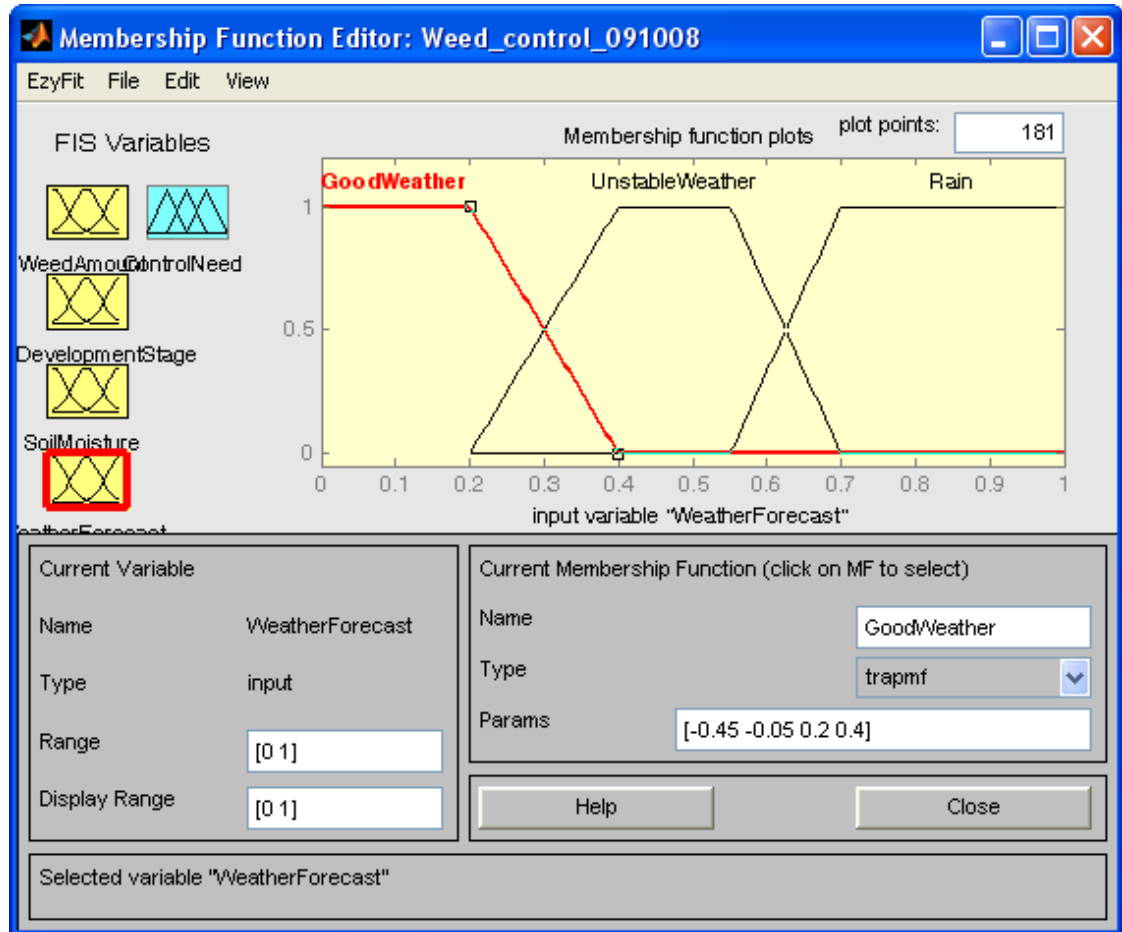 Membership Function Editor: Weed_control_091008
EzyFit File Edit View
FIS Variables
Membership function plots
plot points:
181
GoodWeather
UnstableWeather
Rain
1
0.5
0
0 0.1 0.2 0.3 0.4 0.5 0.6 0.7 0.8 0.9 1
input variable "WeatherForecast"
WeedAmount
ControlNeed
DevelopmentStage
SoilMoisture
WeatherForecast
Current Variable
Name WeatherForecast
Type input
Range [0 1]
Display Range [0 1]
Current Membership Function (click on MF to select)
Name GoodWeather
Type trapmf
Params [-0.45 -0.05 0.2 0.4]
Help
Close
Selected variable "WeatherForecast"